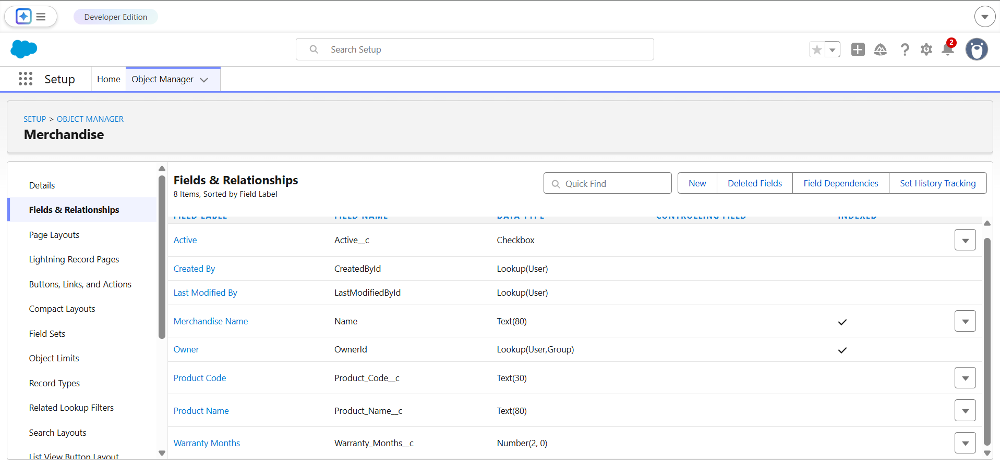 Developer Edition
Search Setup
2
Setup
Home
Object Manager
SETUP > OBJECT MANAGER
Merchandise
Details
Fields & Relationships
Page Layouts
Lightning Record Pages
Buttons, Links, and Actions
Compact Layouts
Field Sets
Object Limits
Record Types
Related Lookup Filters
Search Layouts
List View Button Layout
Fields & Relationships
8 Items, Sorted by Field Label
Quick Find
New
Deleted Fields
Field Dependencies
Set History Tracking
FIELD LABEL FIELD NAME DATA TYPE CONTROLLING FIELD INDEXED
Active Active__c Checkbox
Created By CreatedById Lookup(User)
Last Modified By LastModifiedById Lookup(User)
Merchandise Name Name Text(80)
Owner OwnerId Lookup(User,Group)
Product Code Product_Code__c Text(30)
Product Name Product_Name__c Text(80)
Warranty Months Warranty_Months__c Number(2, 0)